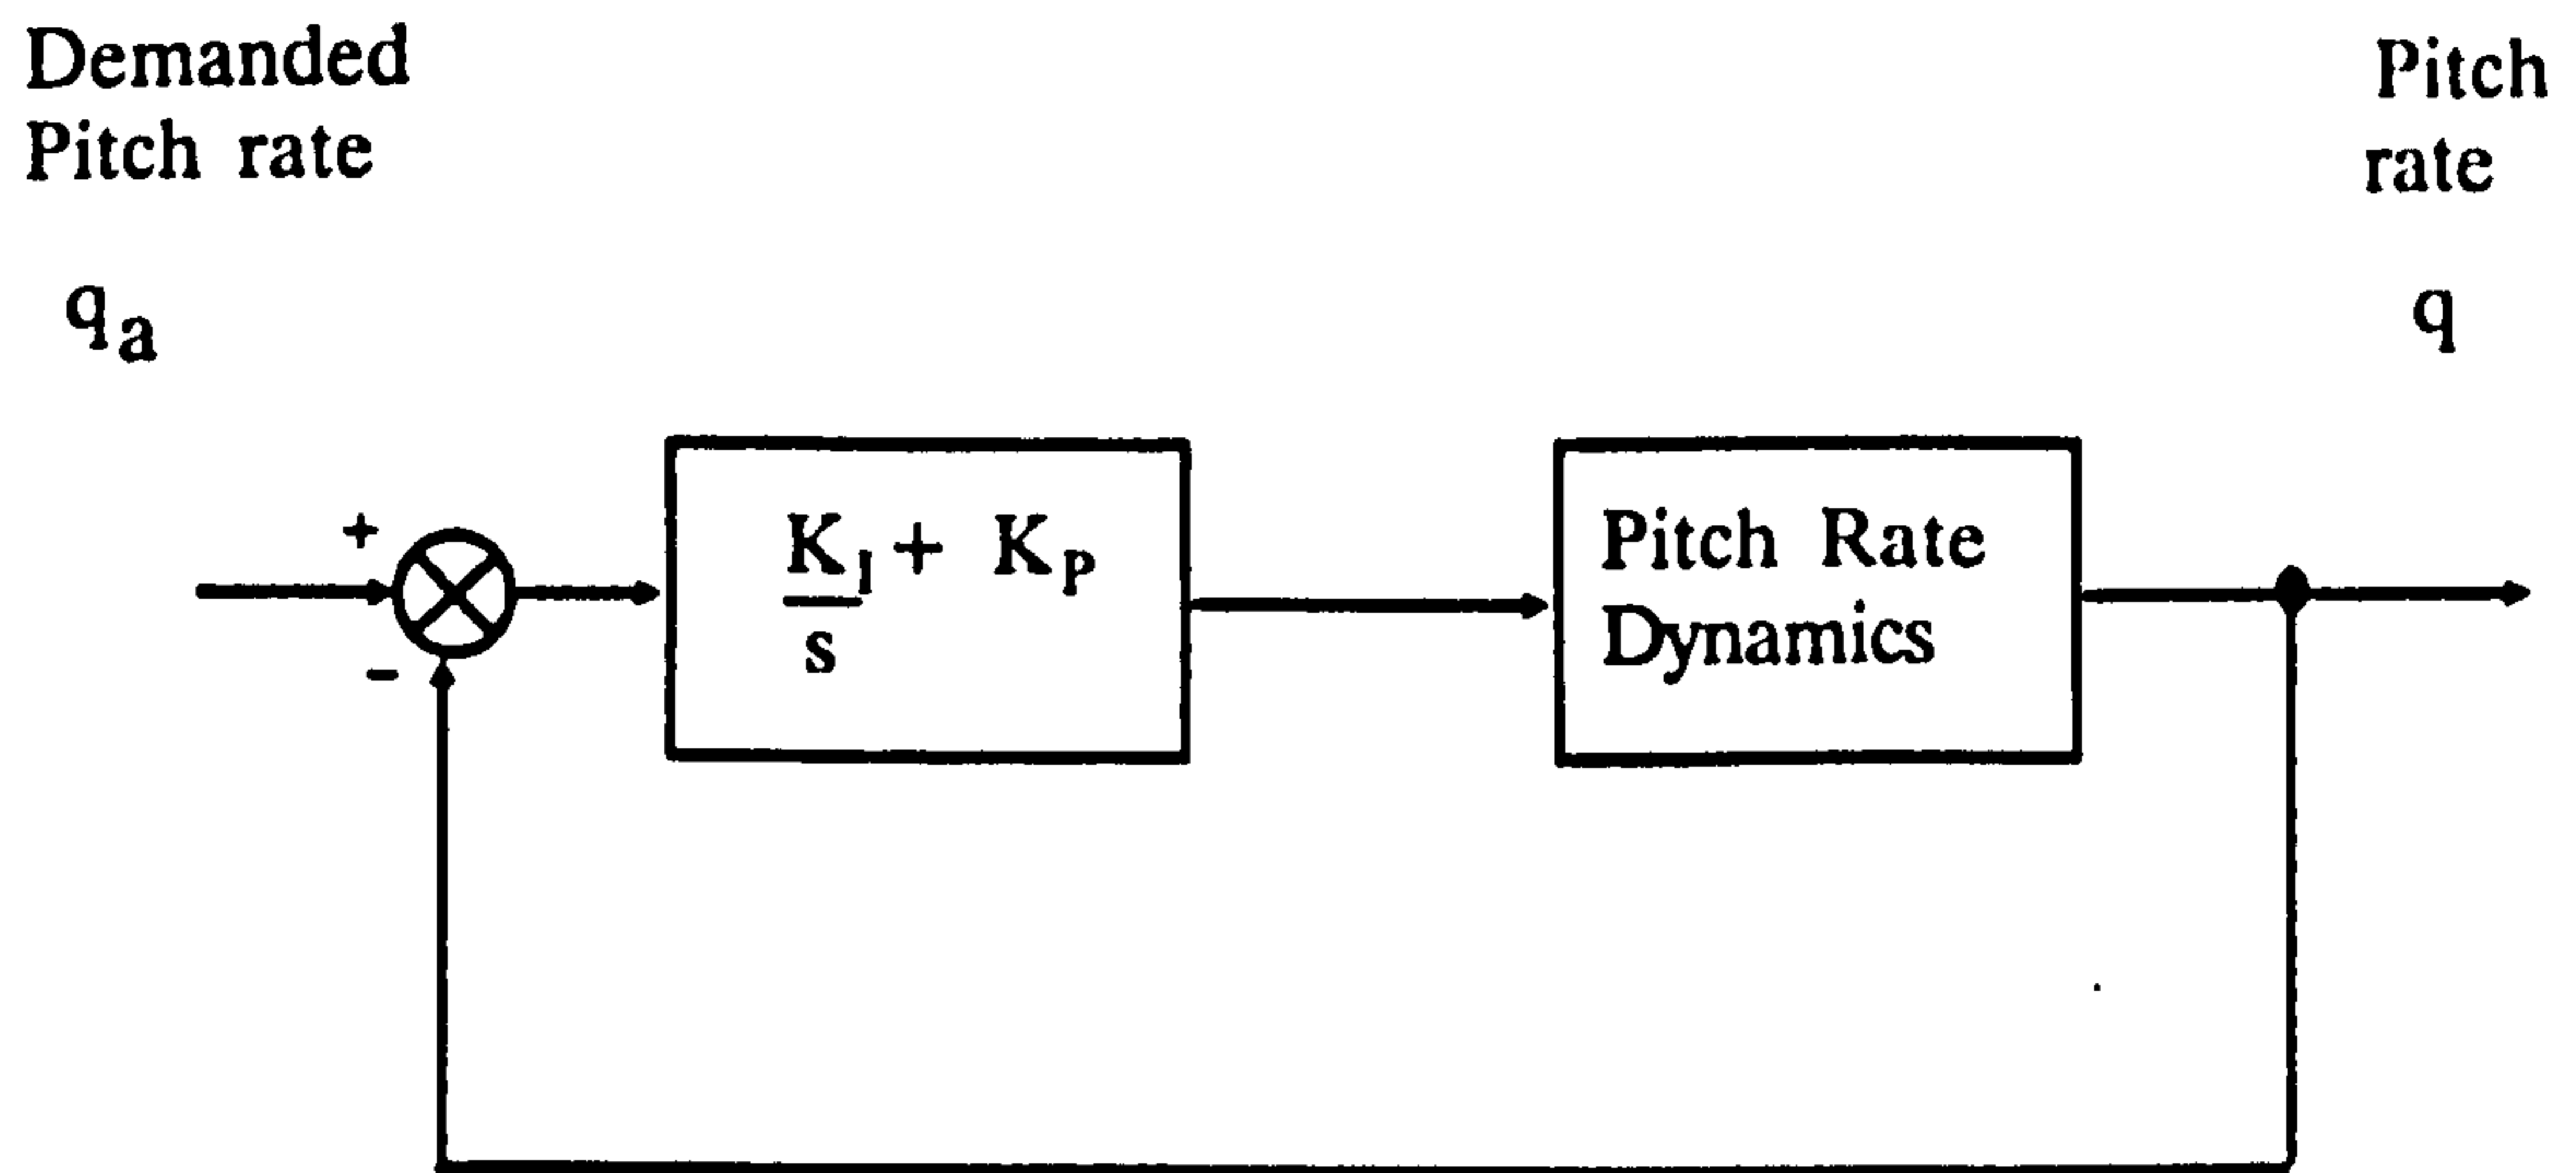 Demanded
Pitch rate
q_a
Pitch
rate
q
+
-
K_I + K_P
s
Pitch Rate
Dynamics